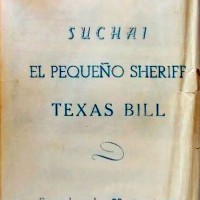 SUCHAI
EL PEQUEÑO SHERIFF
TEXAS BILL